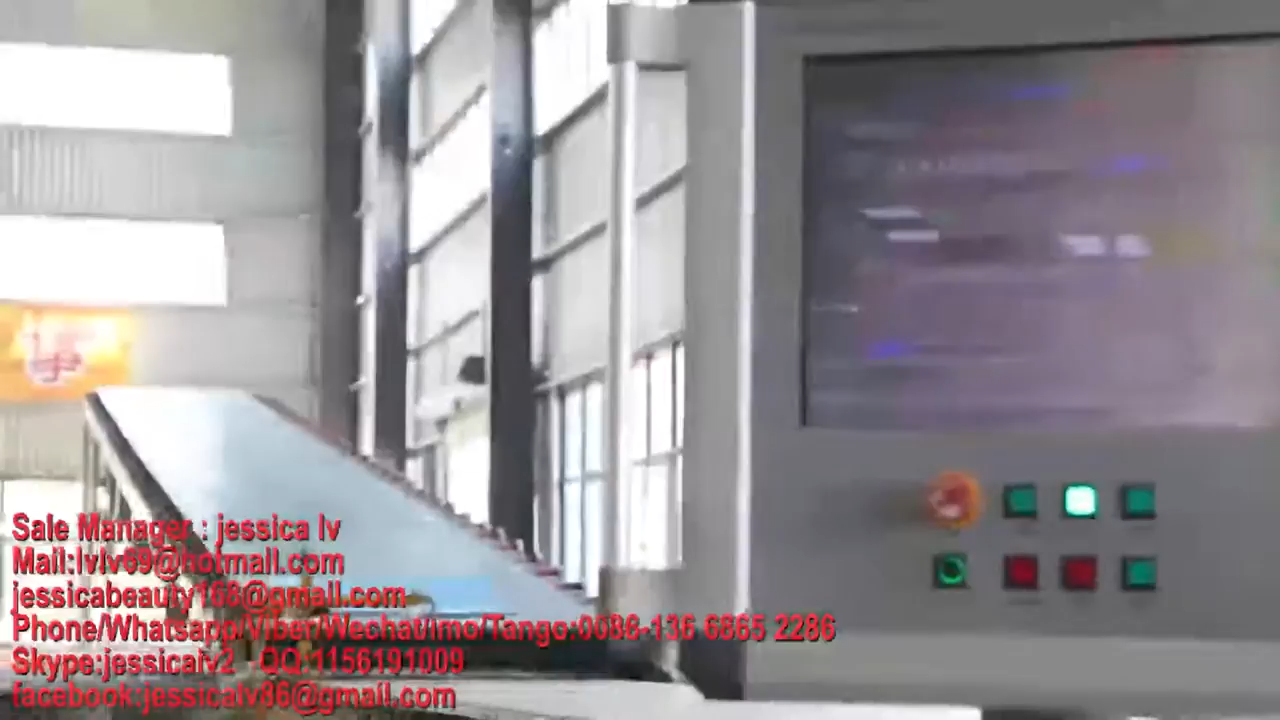 Sale Manager : jessica lv
Mail:lvlv69@hotmail.com
jessicabeauty168@gmail.com
Phone/Whatsapp/Viber/Wechat/imo/Tango:0086-136 6865 2286
Skype:jessicalv2 QQ:1156191009
facebook:jessicalv86@gmail.com